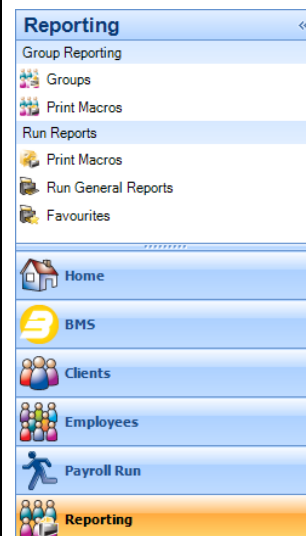 Reporting
Group Reporting
Groups
Print Macros
Run Reports
Print Macros
Run General Reports
Favourites
Home
BMS
Clients
Employees
Payroll Run
Reporting